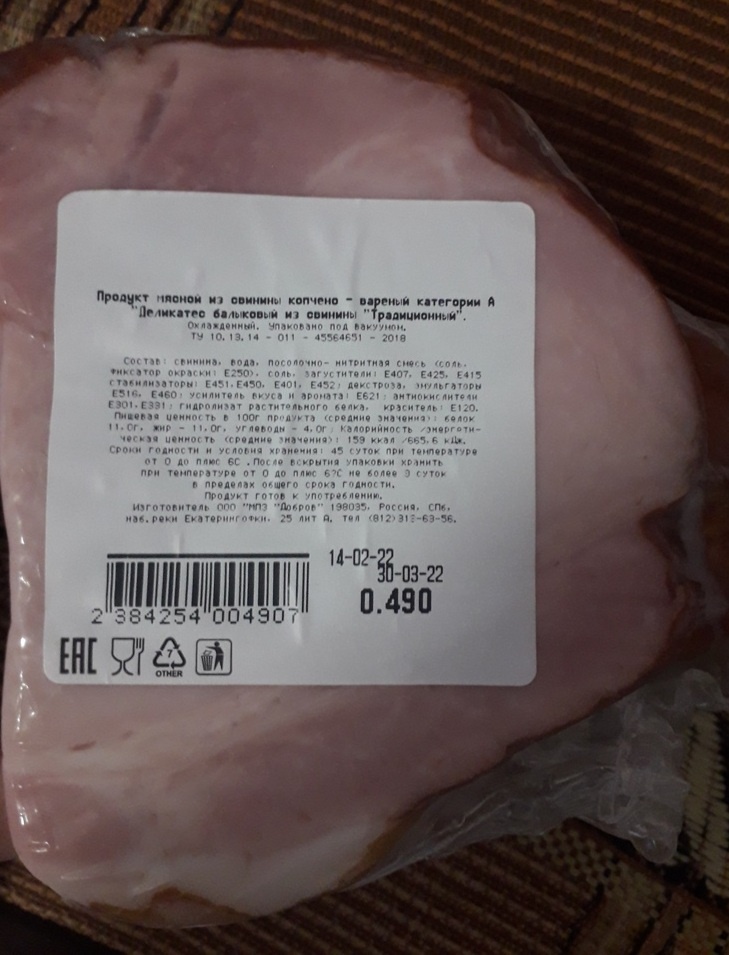 Продукт мясной из свинины копчено - вареный категории А
"Деликатес балыковый из свинины "Традиционный".
Охлажденный. Упаковано под вакуумом.
ТУ 10.13.14 - 011 - 45564651 - 2018
Состав: свинина, вода, посолочно- нитритная смесь (соль,
фиксатор окраски: Е250), соль, загустители: Е407, Е425, Е415
стабилизаторы: Е451,Е450, Е401, Е452; декстроза, эмульгаторы
Е516, Е460; усилитель вкуса и аромата: Е621; антиокислители
Е301,Е331; гидролизат растительного белка, краситель: Е120.
Пищевая ценность в 100г продукта (средние значения): белок
11,0г, жир - 11,0г, углеводы - 4,0г; Калорийность /энергети-
ческая ценность (средние значения): 159 ккал /665,6 кДж.
Сроки годности и условия хранения: 45 суток при температуре
от 0 до плюс 6С .После вскрытия упаковки хранить
при температуре от 0 до плюс 6?С не более 3 суток
в пределах общего срока годности.
Продукт готов к употреблению.
Изготовитель ООО "МПЗ "Добров" 198035, Россия, СПб,
наб.реки Екатерингофки, 25 лит А, тел (812)313-63-56.
14-02-22
30-03-22
0.490
2 384254 004907
EAC
7
OTHER